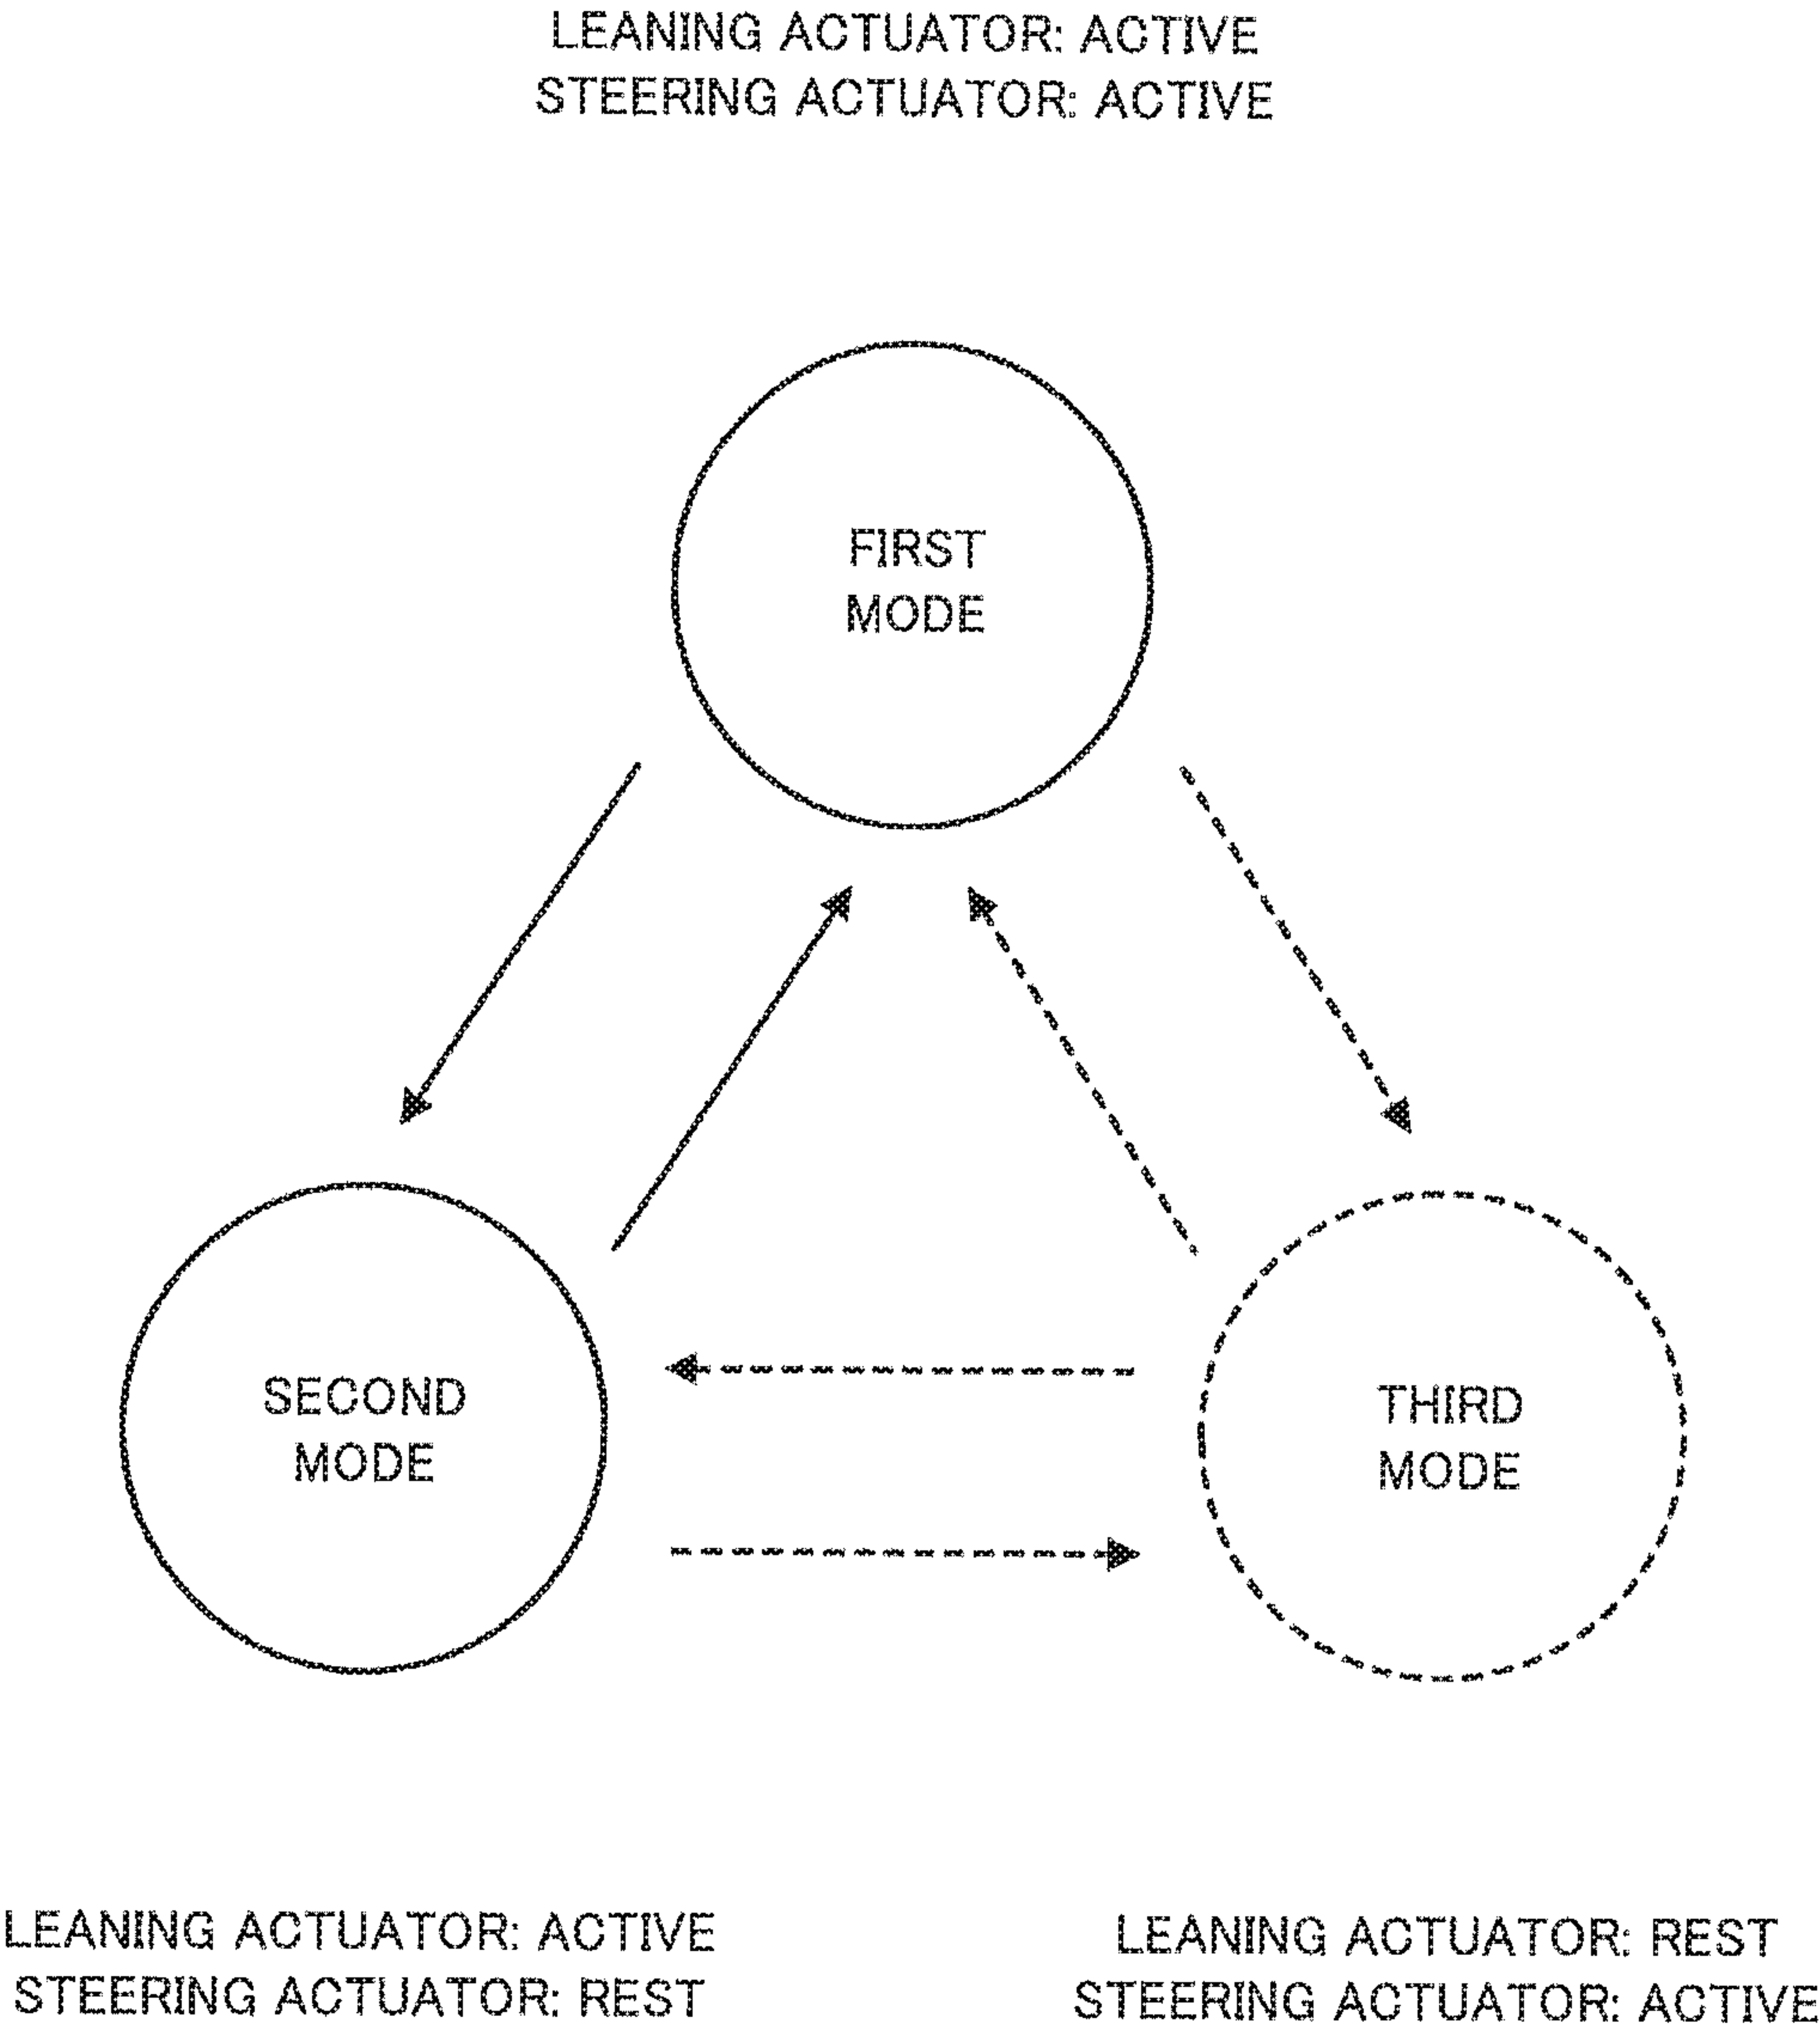 LEANING ACTUATOR: ACTIVE
STEERING ACTUATOR: ACTIVE
FIRST
MODE
SECOND
MODE
THIRD
MODE
LEANING ACTUATOR: ACTIVE
STEERING ACTUATOR: REST
LEANING ACTUATOR: REST
STEERING ACTUATOR: ACTIVE